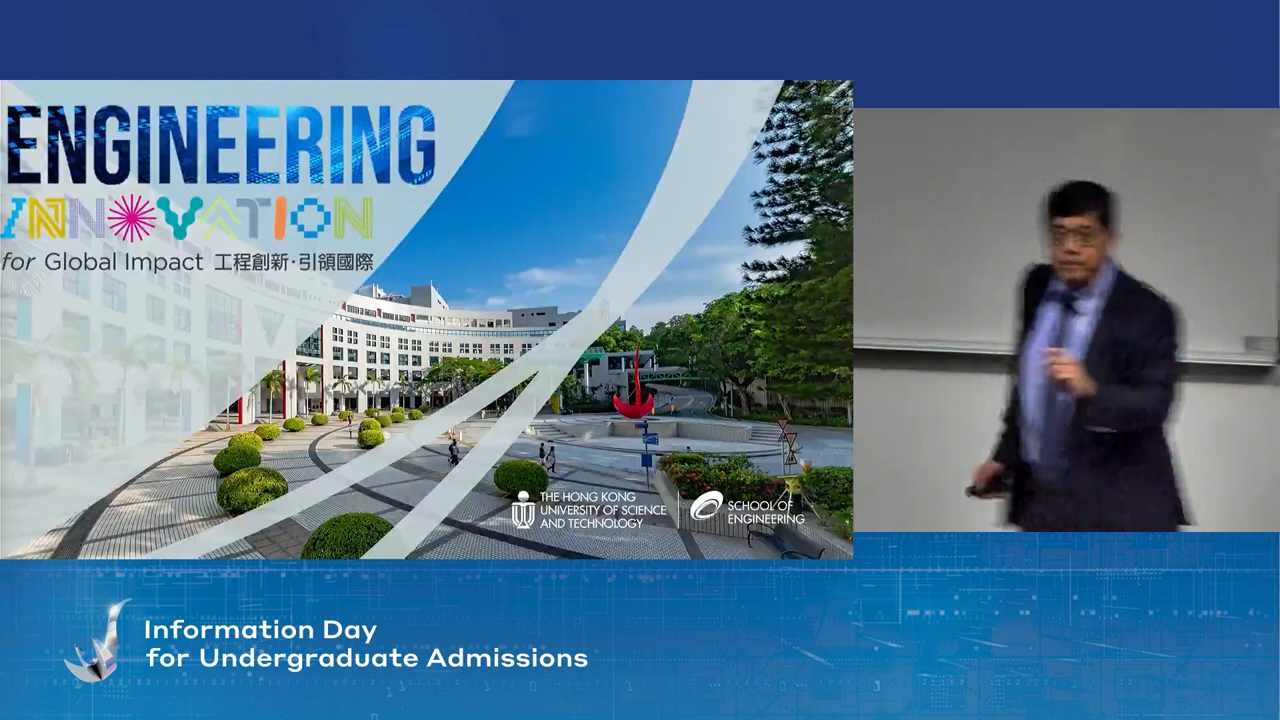 ENGINEERING
INNOVATION
for Global Impact 工程創新·引領國際
THE HONG KONG
UNIVERSITY OF SCIENCE
AND TECHNOLOGY
SCHOOL OF
ENGINEERING
Information Day
for Undergraduate Admissions